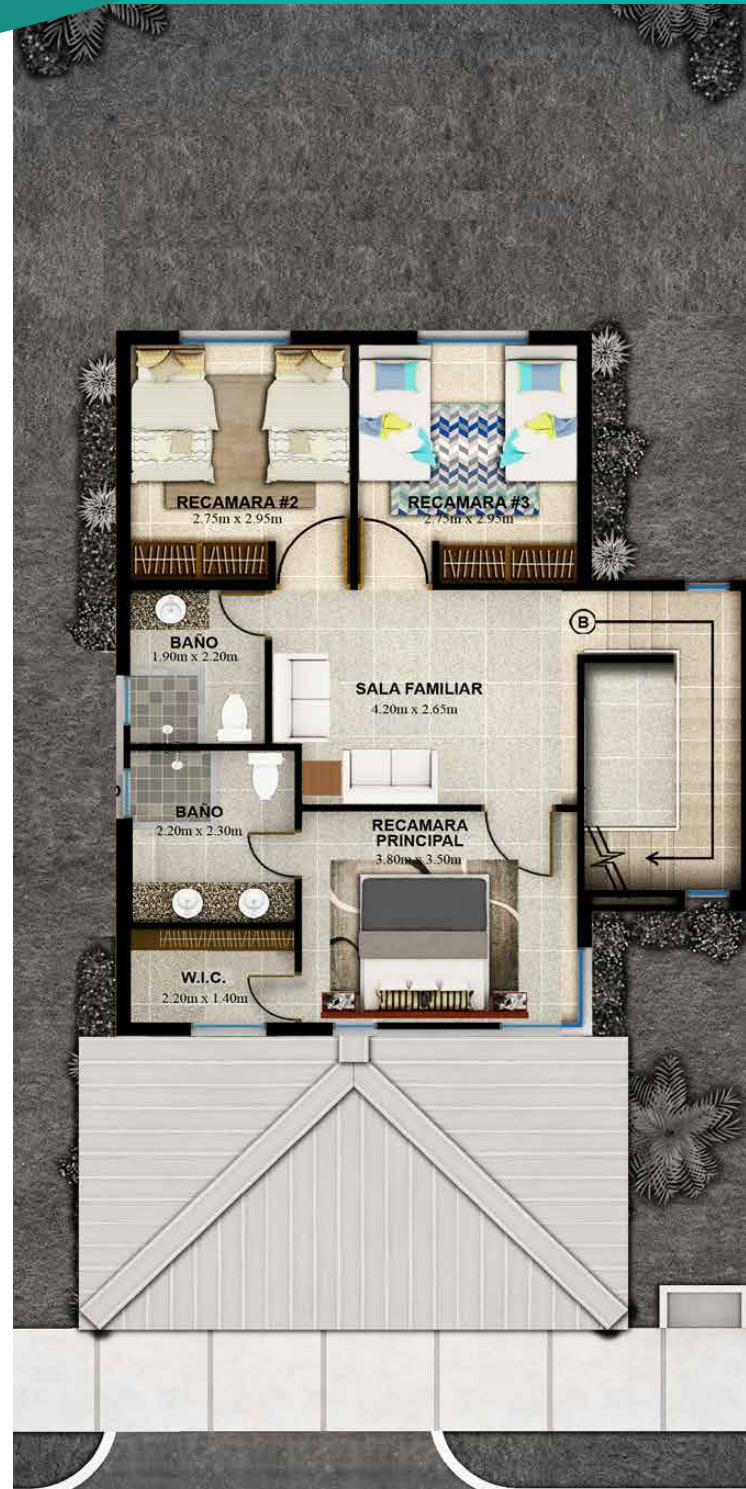 RECAMARA #2
2.75m x 2.95m
RECAMARA #3
2.75m x 2.95m
B
BAÑO
1.90m x 2.20m
SALA FAMILIAR
4.20m x 2.65m
BAÑO
2.20m x 2.30m
RECAMARA
PRINCIPAL
3.80m x 3.50m
W.I.C.
2.20m x 1.40m